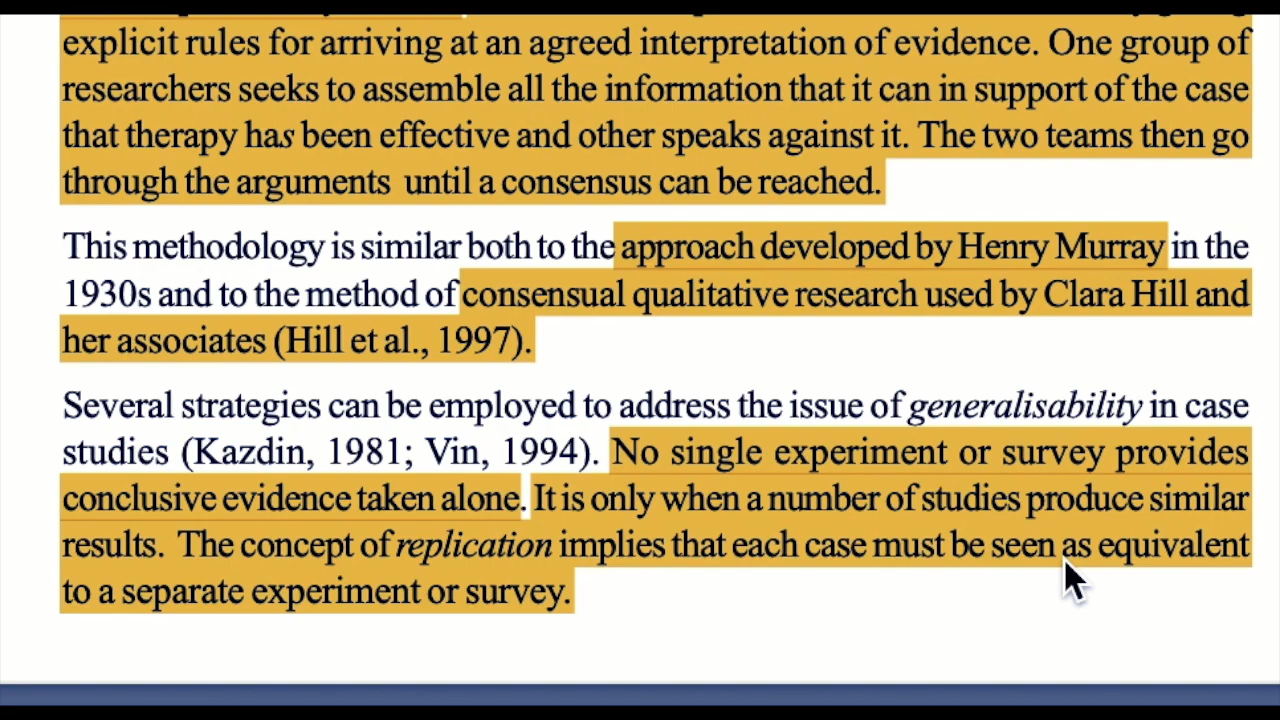 explicit rules for arriving at an agreed interpretation of evidence. One group of
researchers seeks to assemble all the information that it can in support of the case
that therapy has been effective and other speaks against it. The two teams then go
through the arguments until a consensus can be reached.
This methodology is similar both to the approach developed by Henry Murray in the
1930s and to the method of consensual qualitative research used by Clara Hill and
her associates (Hill et al., 1997).
Several strategies can be employed to address the issue of generalisability in case
studies (Kazdin, 1981; Vin, 1994). No single experiment or survey provides
conclusive evidence taken alone. It is only when a number of studies produce similar
results. The concept of replication implies that each case must be seen as equivalent
to a separate experiment or survey.